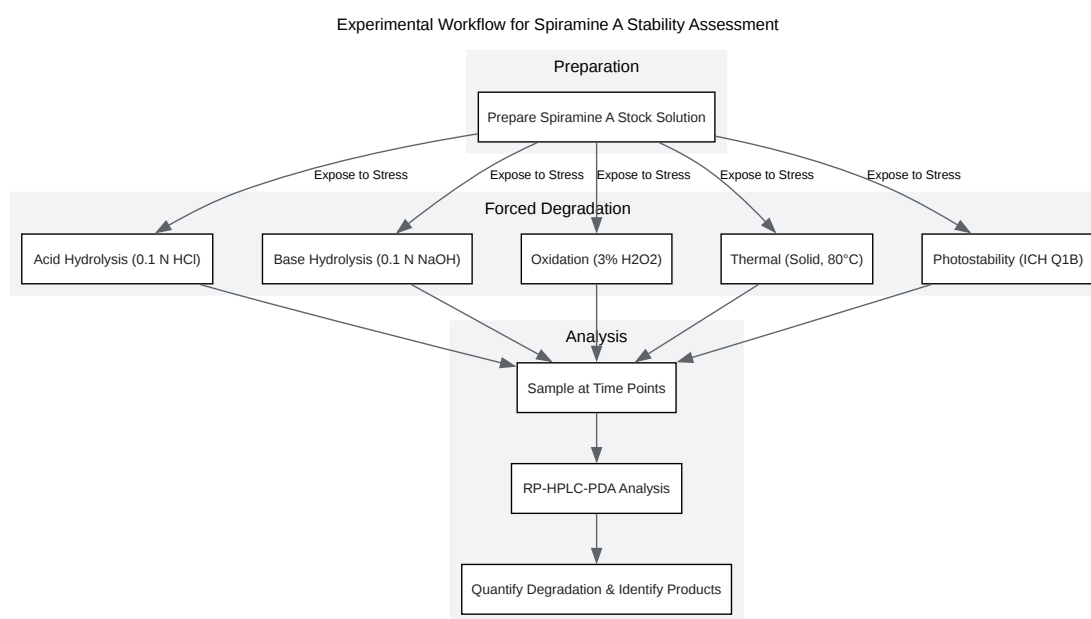 Experimental Workflow for Spiramine A Stability Assessment
Preparation
Prepare Spiramine A Stock Solution
Expose to Stress
Expose to Stress
Expose to Stress
Expose to Stress
Expose to Stress
Forced Degradation
Acid Hydrolysis (0.1 N HCl)
Base Hydrolysis (0.1 N NaOH)
Oxidation (3% H2O2)
Thermal (Solid, 80°C)
Photostability (ICH Q1B)
Analysis
Sample at Time Points
RP-HPLC-PDA Analysis
Quantify Degradation & Identify Products